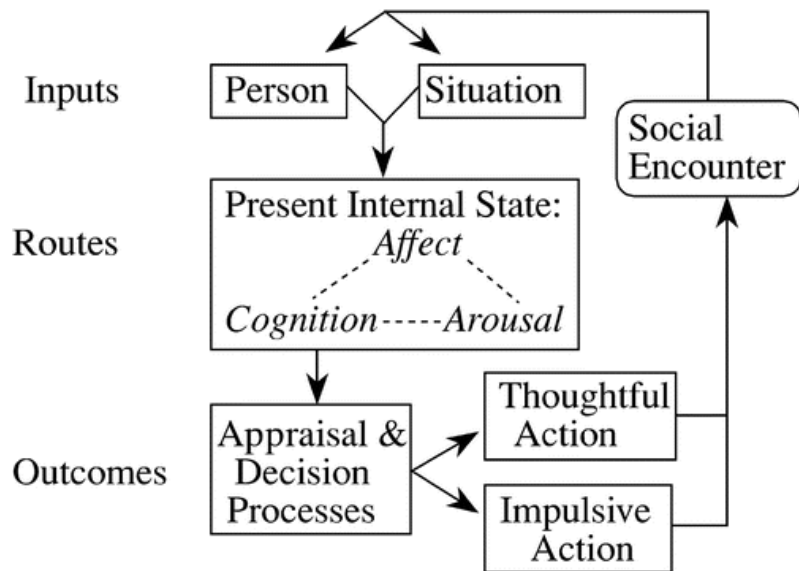 Inputs
Person
Situation
Social
Encounter
Routes
Present Internal State:
Affect
Cognition
Arousal
Outcomes
Appraisal &
Decision
Processes
Thoughtful
Action
Impulsive
Action